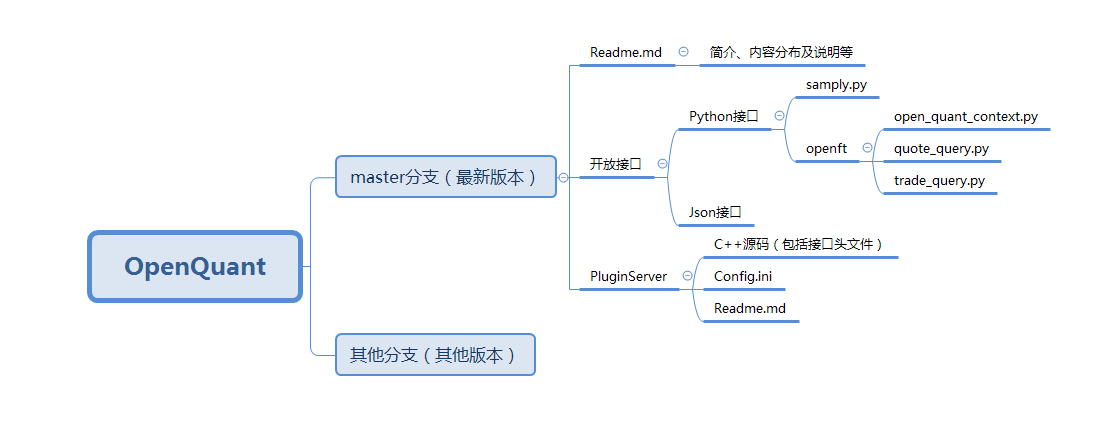 OpenQuant
master分支（最新版本）
Readme.md
简介、内容分布及说明等
开放接口
Python接口
samply.py
openft
open_quant_context.py
quote_query.py
trade_query.py
Json接口
PluginServer
C++源码（包括接口头文件）
Config.ini
Readme.md
其他分支（其他版本）